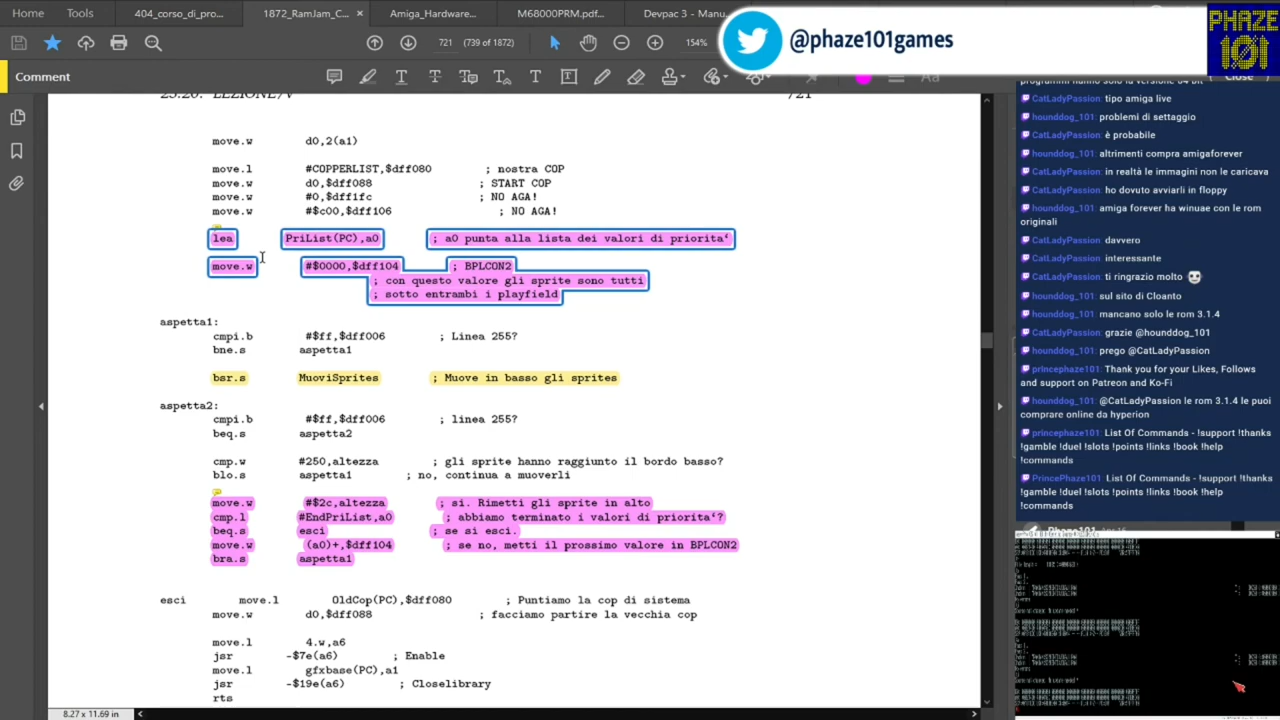 Home
Tools
404_corso_di_pro...
1872_RamJam_C...
Amiga_Hardware...
M68000PRM.pdf...
Devpac 3 - Manu...
@phaze101games
PHAZE
101
721 (739 of 1872)
154%
Comment
Close
move.w d0,2(a1)
move.l #COPPERLIST,$dff080 ; nostra COP
move.w d0,$dff088 ; START COP
move.w #0,$dff1fc ; NO AGA!
move.w #$c00,$dff106 ; NO AGA!
lea PriList(PC),a0 ; a0 punta alla lista dei valori di priorita‘
move.w #$0000,$dff104 ; BPLCON2
; con questo valore gli sprite sono tutti
; sotto entrambi i playfield
aspetta1:
cmpi.b #$ff,$dff006 ; Linea 255?
bne.s aspetta1
bsr.s MuoviSprites ; Muove in basso gli sprites
aspetta2:
cmpi.b #$ff,$dff006 ; linea 255?
beq.s aspetta2
cmp.w #250,altezza ; gli sprite hanno raggiunto il bordo basso?
blo.s aspetta1 ; no, continua a muoverli
move.w #$2c,altezza ; si. Rimetti gli sprite in alto
cmp.l #EndPriList,a0 ; abbiamo terminato i valori di priorita‘?
beq.s esci ; se si esci.
move.w (a0)+,$dff104 ; se no, metti il prossimo valore in BPLCON2
bra.s aspetta1
esci move.l Oldop(PC),$dff080 ; Puntiamo la cop di sistema
move.w d0,$dff088 ; facciamo partire la vecchia cop
move.l 4.w,a6
jsr -$7e(a6) ; Enable
move.l gfxbase(PC),a1
jsr -$19e(a6) ; Closelibrary
rts
8.27 x 11.69 in
CatLadyPassion: tipo amiga live
hounddog_101: problemi di settaggio
CatLadyPassion: è probabile
hounddog_101: altrimenti compra amigaforever
CatLadyPassion: in realtà le immagini non le caricava
CatLadyPassion: ho dovuto avviarli in floppy
hounddog_101: amiga forever ha winuae con le rom
originali
CatLadyPassion: davvero
CatLadyPassion: interessante
CatLadyPassion: ti ringrazio molto
hounddog_101: sul sito di Cloanto
hounddog_101: mancano solo le rom 3.1.4
CatLadyPassion: grazie @hounddog_101
hounddog_101: prego @CatLadyPassion
princephaze101: Thank you for your Likes, Follows
and support on Patreon and Ko-Fi
hounddog_101: @CatLadyPassion le rom 3.1.4 le puoi
comprare online da hyperion
princephaze101: List Of Commands - !support !thanks
!gamble !duel !slots !points !links !book !help
!commands
PrincePhaze101: List Of Commands - !support !thanks
!gamble !duel !slots !points !links !book !help
!commands